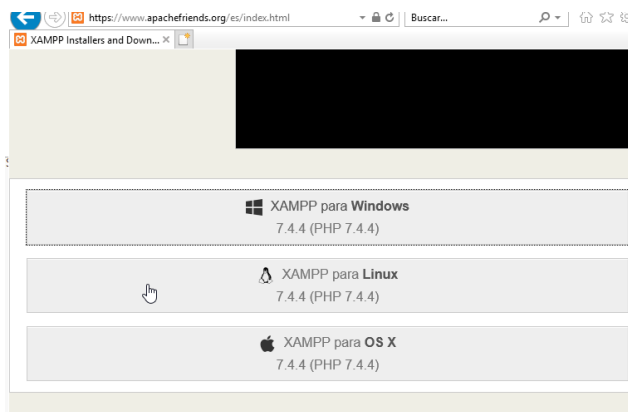 https://www.apachefriends.org/es/index.html
Buscar...
XAMPP Installers and Down...
XAMPP para Windows
7.4.4 (PHP 7.4.4)
XAMPP para Linux
7.4.4 (PHP 7.4.4)
XAMPP para OS X
7.4.4 (PHP 7.4.4)